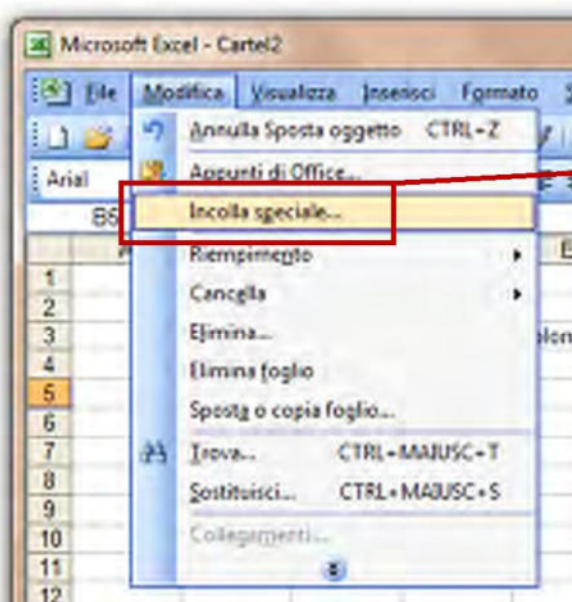 Microsoft Excel - Cartel2
File Modifica Visualizza Inserisci Formato
Annulla Sposta oggetto CTRL+Z
Appunti di Office...
Arial
Incolla speciale...
B5
Riempimento
1
Cancella
2
Elimina...
3
Elimina foglio
4
5
Sposta o copia foglio...
6
7
Trova... CTRL+MAIUSC+T
8
Sostituisci... CTRL+MAIUSC+S
9
10
Collegamenti...
11
12